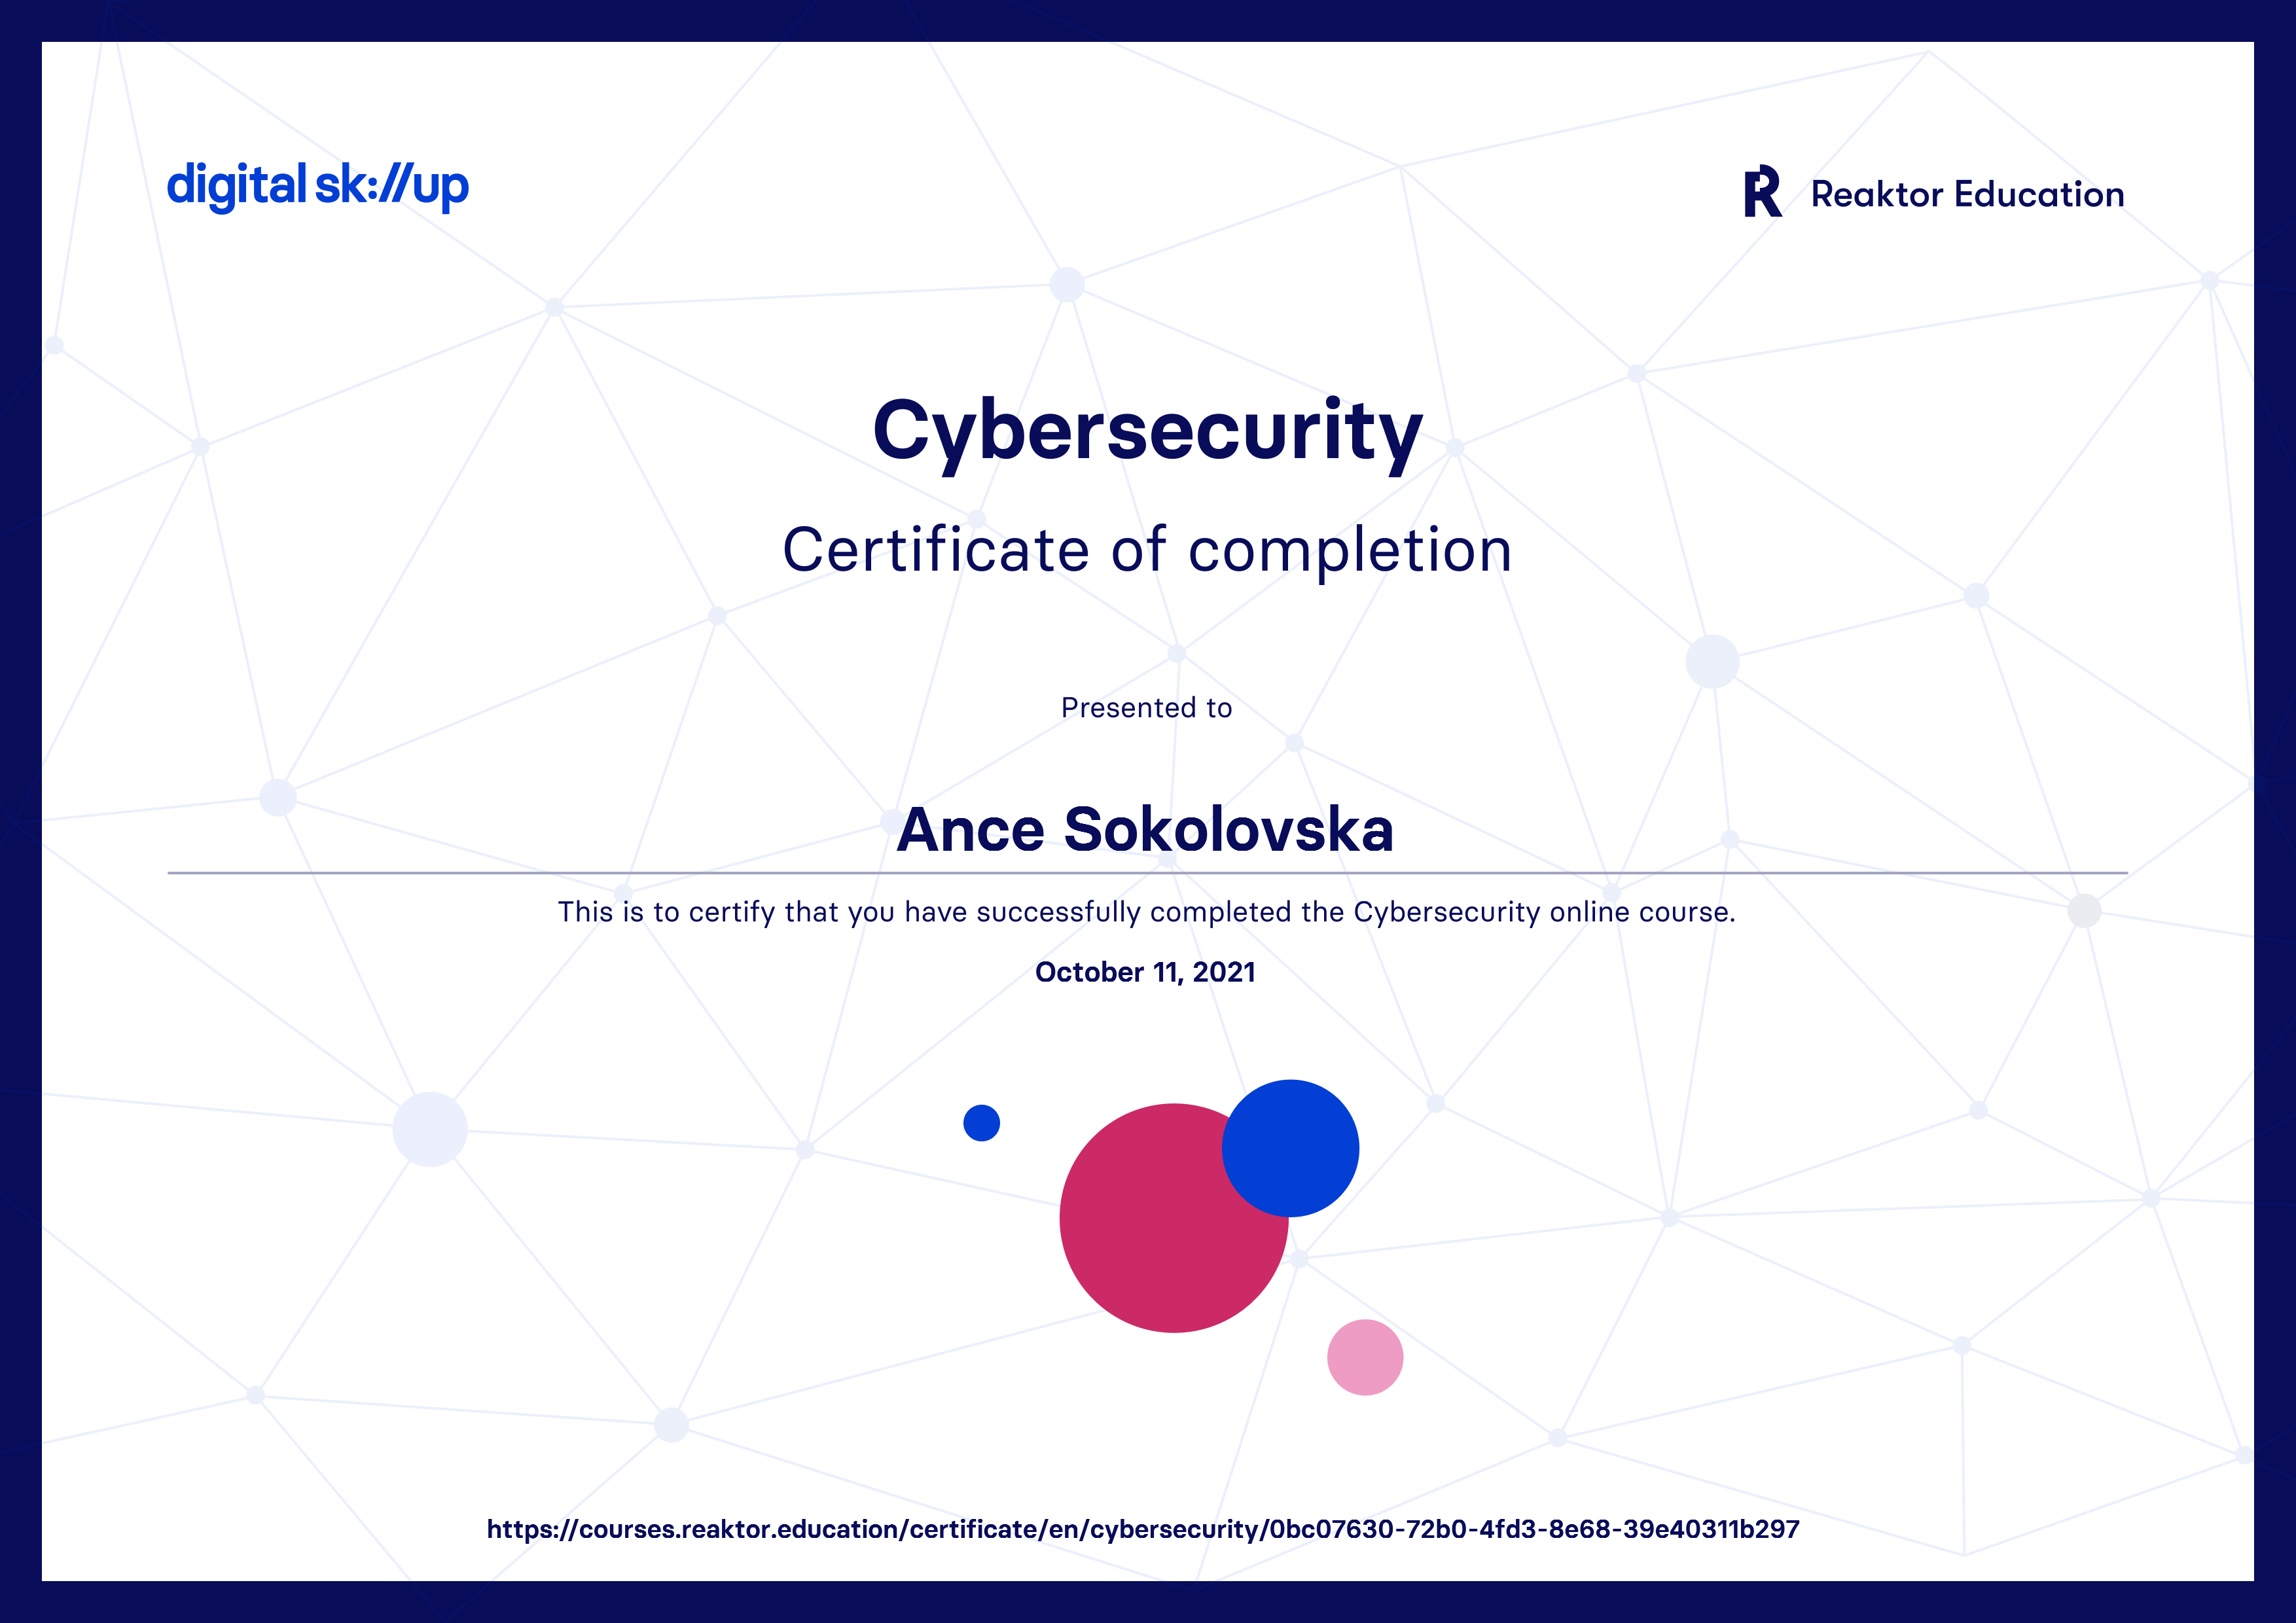 digital sk://up
Reaktor Education
Cybersecurity
Certificate of completion
Presented to
Ance Sokolovska
This is to certify that you have successfully completed the Cybersecurity online course.
October 11, 2021
https://courses.reaktor.education/certificate/en/cybersecurity/0bc07630-72b0-4fd3-8e68-39e40311b297